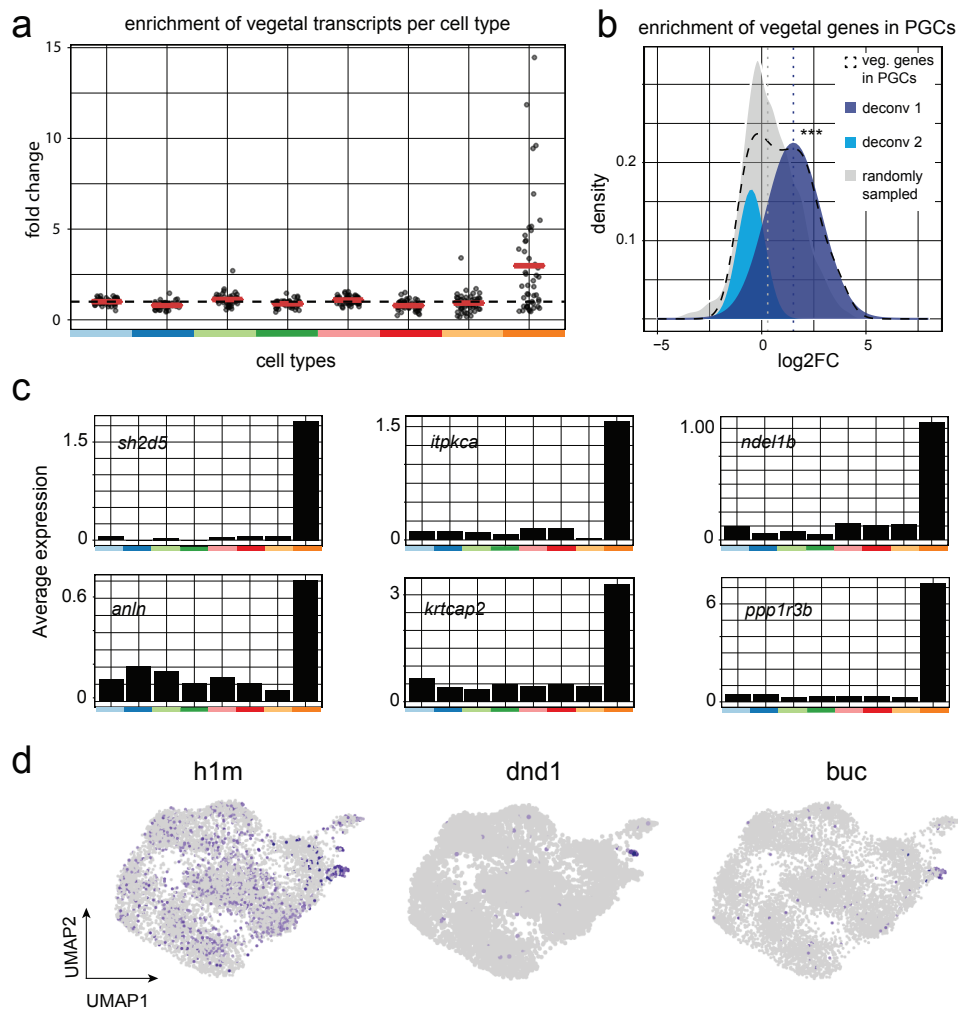 a
enrichment of vegetal transcripts per cell type
15
10
5
0
fold change
cell types
b
enrichment of vegetal genes in PGCs
veg. genes
in PGCs
deconv 1
deconv 2
randomly
sampled
***
0.2
0.1
density
−5
0
5
log2FC
c
Average expression
1.5
0
sh2d5
1.5
0
itpkca
1.00
0
ndel1b
0.6
0
anln
3
0
krtcap2
6
0
ppp1r3b
d
h1m
dnd1
buc
UMAP2
UMAP1